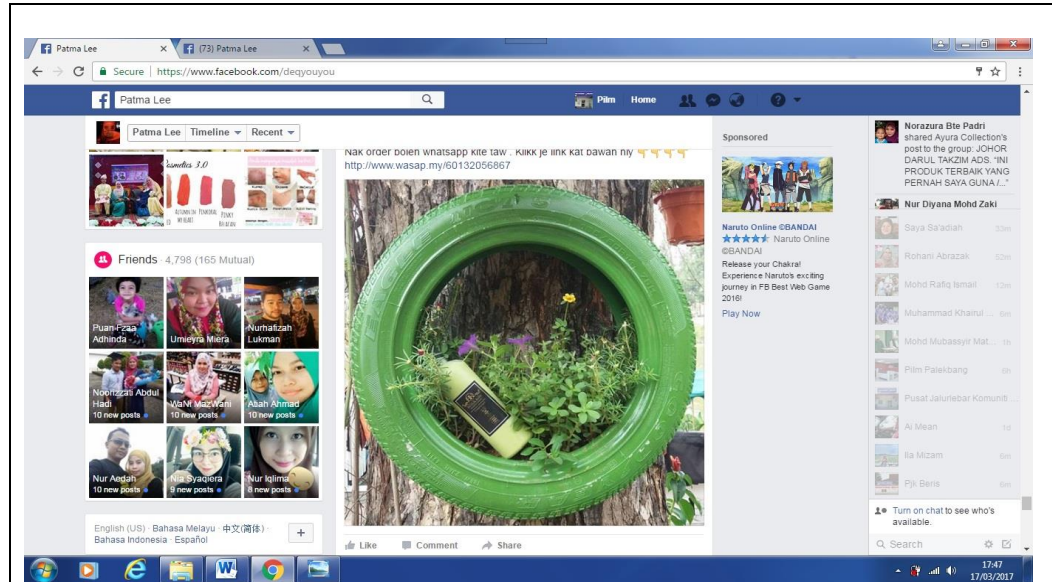 Patma Lee
(73) Patma Lee
Secure | https://www.facebook.com/deqyouyou
Patma Lee
Pilm Home
Patma Lee Timeline Recent
Cosmetics 3.0
Friends · 4,798 (165 Mutual)
Puan Fzaa
Adhinda -
Umieyra Miera
Nurhafizah
Lukman
Noorizzati Abdul
Hadi
10 new posts
WaNi MazWani
10 new posts
Asah Ahmad
10 new posts
Nur Aedah
10 new posts
Nia Syaqiera
9 new posts
Nur Iqlima
8 new posts
English (US) · Bahasa Melayu · 中文(简体) ·
Bahasa Indonesia · Español
Nak order boleh whatsapp kite taw . Klikk je link kat bawah niy
http://www.wasap.my/60132056867
Like Comment Share
Sponsored
Naruto Online ©BANDAI
Naruto Online
©BANDAI
Release your Chakra!
Experience Naruto's exciting
journey in FB Best Web Game
2016!
Play Now
Norazura Bte Padri
shared Ayura Collection's
post to the group: JOHOR
DARUL TAKZIM ADS. "INI
PRODUK TERBAIK YANG
PERNAH SAYA GUNA /..."
Nur Diyana Mohd Zaki
Saya Sa'adiah
Rohani Abrazak
Mohd Rafiq Ismail 12m
Muhammad Khairul ...
Mohd Mubassyir Mat... 1h
Pilm Palekbang
Pusat Jalurlebar Komuniti ...
Ai Mean
Ila Mizam
Pjk Beris
Turn on chat to see who's
available.
Search
17:47
17/03/2017